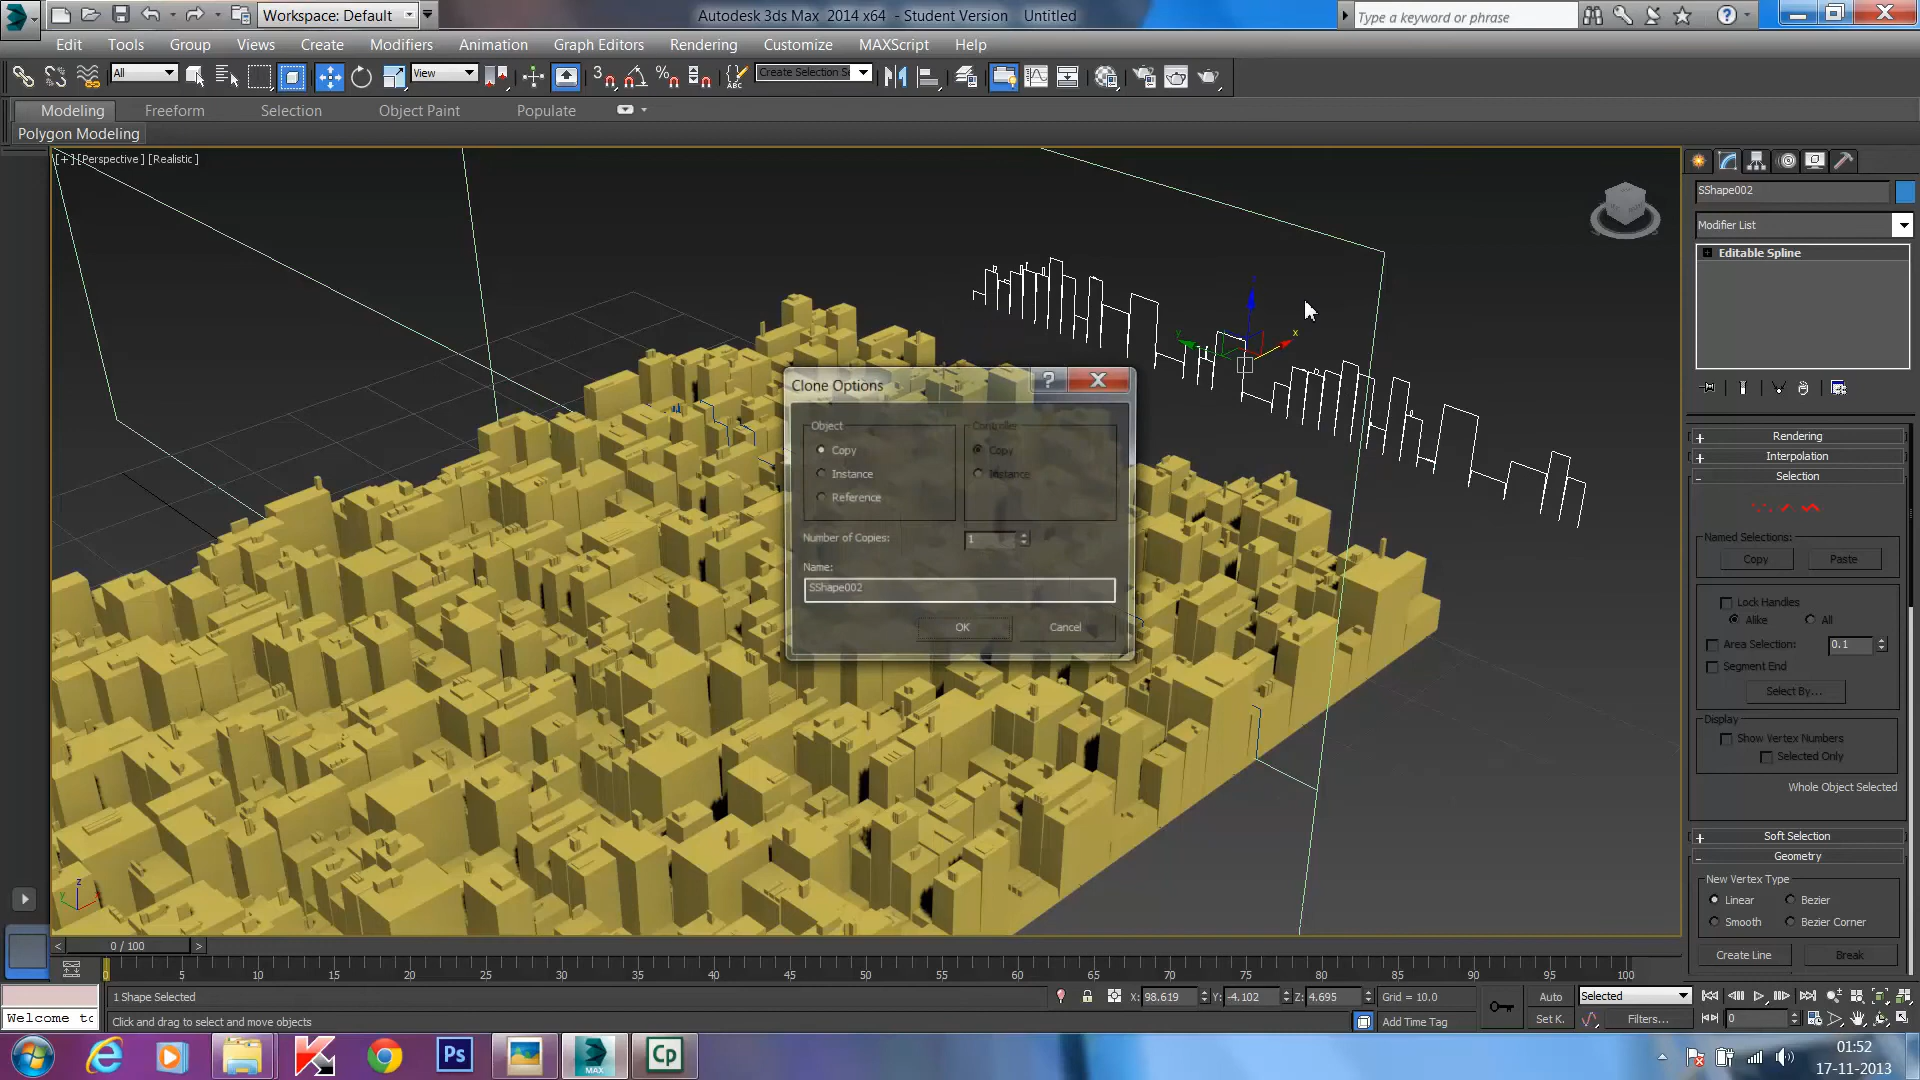 Workspace: Default
Autodesk 3ds Max 2014 x64 - Student Version Untitled
Type a keyword or phrase
Edit Tools Group Views Create Modifiers Animation Graph Editors Rendering Customize MAXScript Help
All
View
3
ABC
Create Selection Se
Modeling Freeform Selection Object Paint Populate
Polygon Modeling
[+] [Perspective] [Realistic]
SShape002
Modifier List
Editable Spline
z
y
x
Clone Options
Object
Copy
Instance
Reference
Controller
Copy
Instance
Number of Copies: 1
Name:
SShape002
OK Cancel
+ Rendering
+ Interpolation
- Selection
Named Selections:
Copy Paste
Lock Handles
Alike All
Area Selection: 0.1
Segment End
Select By...
Display
Show Vertex Numbers
Selected Only
Whole Object Selected
+ Soft Selection
- Geometry
New Vertex Type
Linear Bezier
Smooth Bezier Corner
Create Line Break
z
< 0 / 100 >
0 5 10 15 20 25 30 35 40 45 50 55 60 65 70 75 80 85 90 95 100
1 Shape Selected
X: 98.619 Y: -4.102 Z: 4.695 Grid = 10.0
Auto Selected
Welcome to
Click and drag to select and move objects
Add Time Tag
Set K. Filters... 0
Ps
MAX
Cp
01:52
17-11-2013